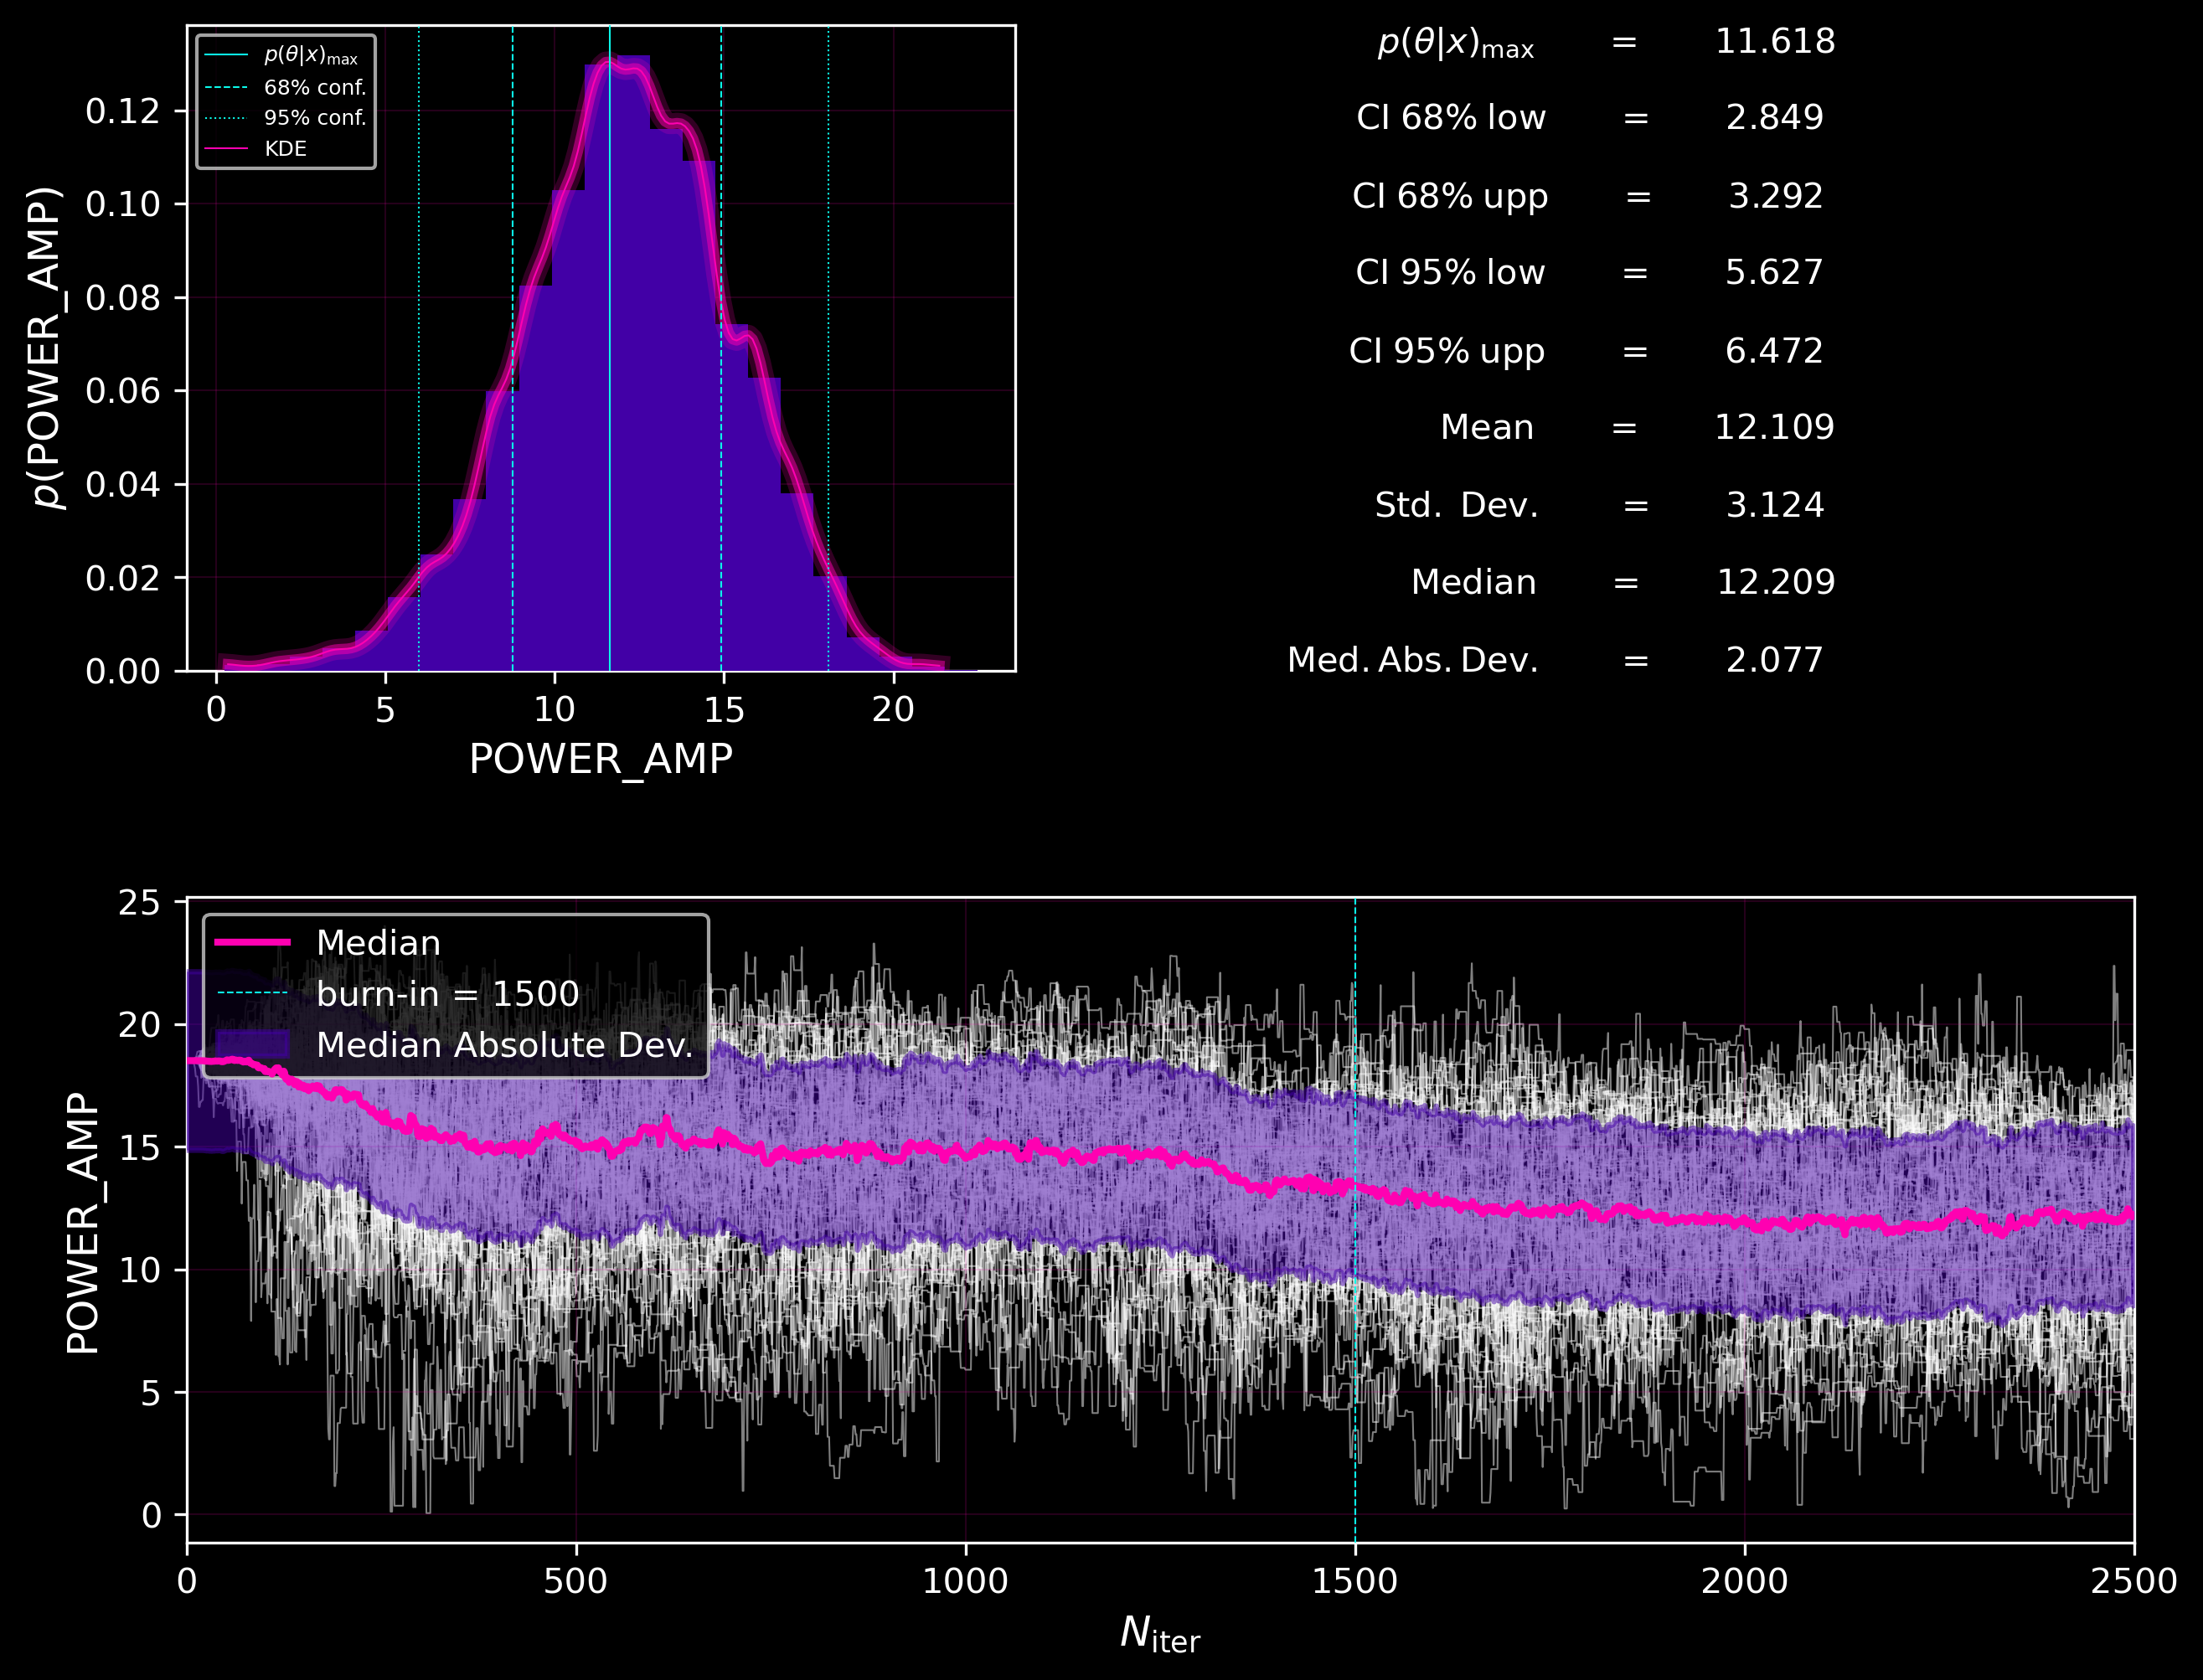 p(θ|x)max
68% conf.
95% conf.
KDE
0.12
0.10
0.08
0.06
0.04
0.02
0.00
p(POWER_AMP)
0 5 10 15 20
POWER_AMP
p(θ|x)max = 11.618
CI 68% low = 2.849
CI 68% upp = 3.292
CI 95% low = 5.627
CI 95% upp = 6.472
Mean = 12.109
Std. Dev. = 3.124
Median = 12.209
Med. Abs. Dev. = 2.077
Median
burn-in = 1500
Median Absolute Dev.
25
20
15
10
5
0
POWER_AMP
0 500 1000 1500 2000 2500
Niter